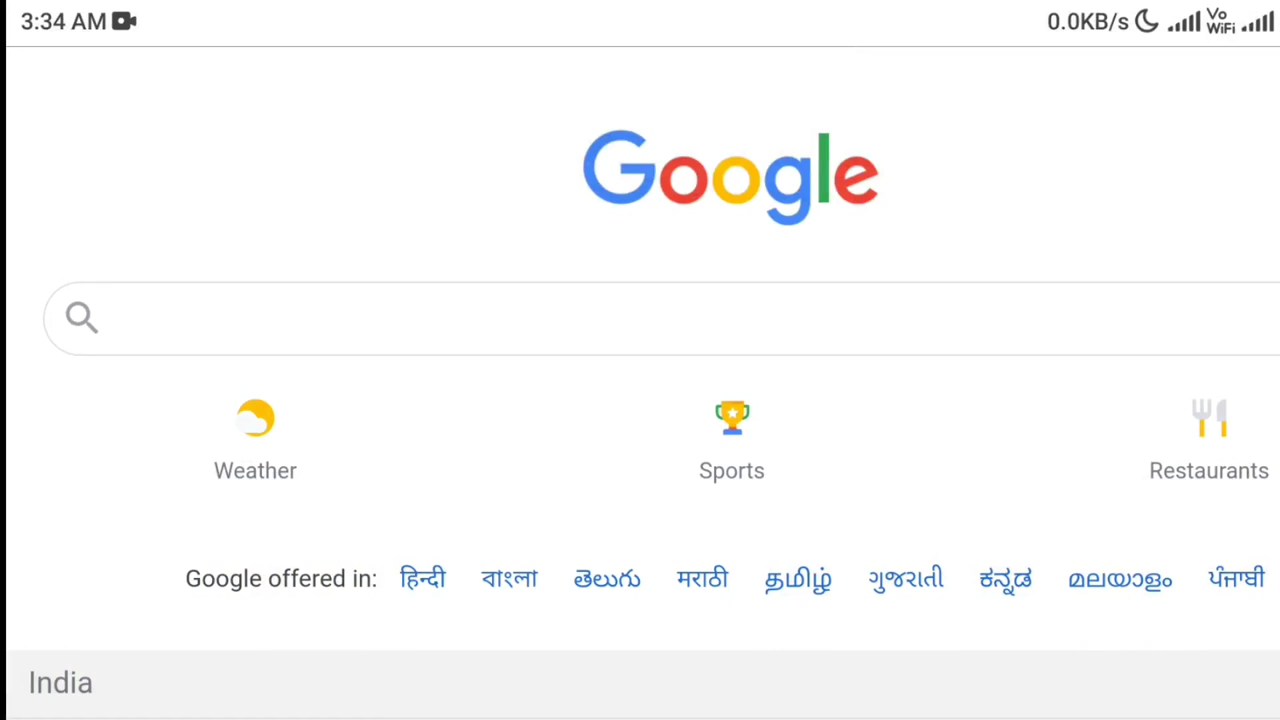 3:34 AM 0.0KB/s Vo WiFi
Google
Weather Sports Restaurants
Google offered in: हिन्दी বাংলা తెలుగు मराठी தமிழ் ગુજરાતી ಕನ್ನಡ മലയാളം ਪੰਜਾਬੀ
India